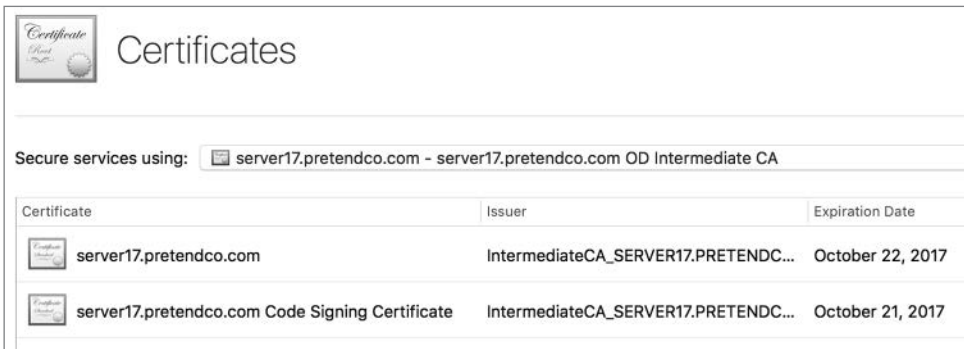 Certificates
Secure services using: server17.pretendco.com - server17.pretendco.com OD Intermediate CA
Certificate Issuer Expiration Date
server17.pretendco.com IntermediateCA_SERVER17.PRETENDC... October 22, 2017
server17.pretendco.com Code Signing Certificate IntermediateCA_SERVER17.PRETENDC... October 21, 2017